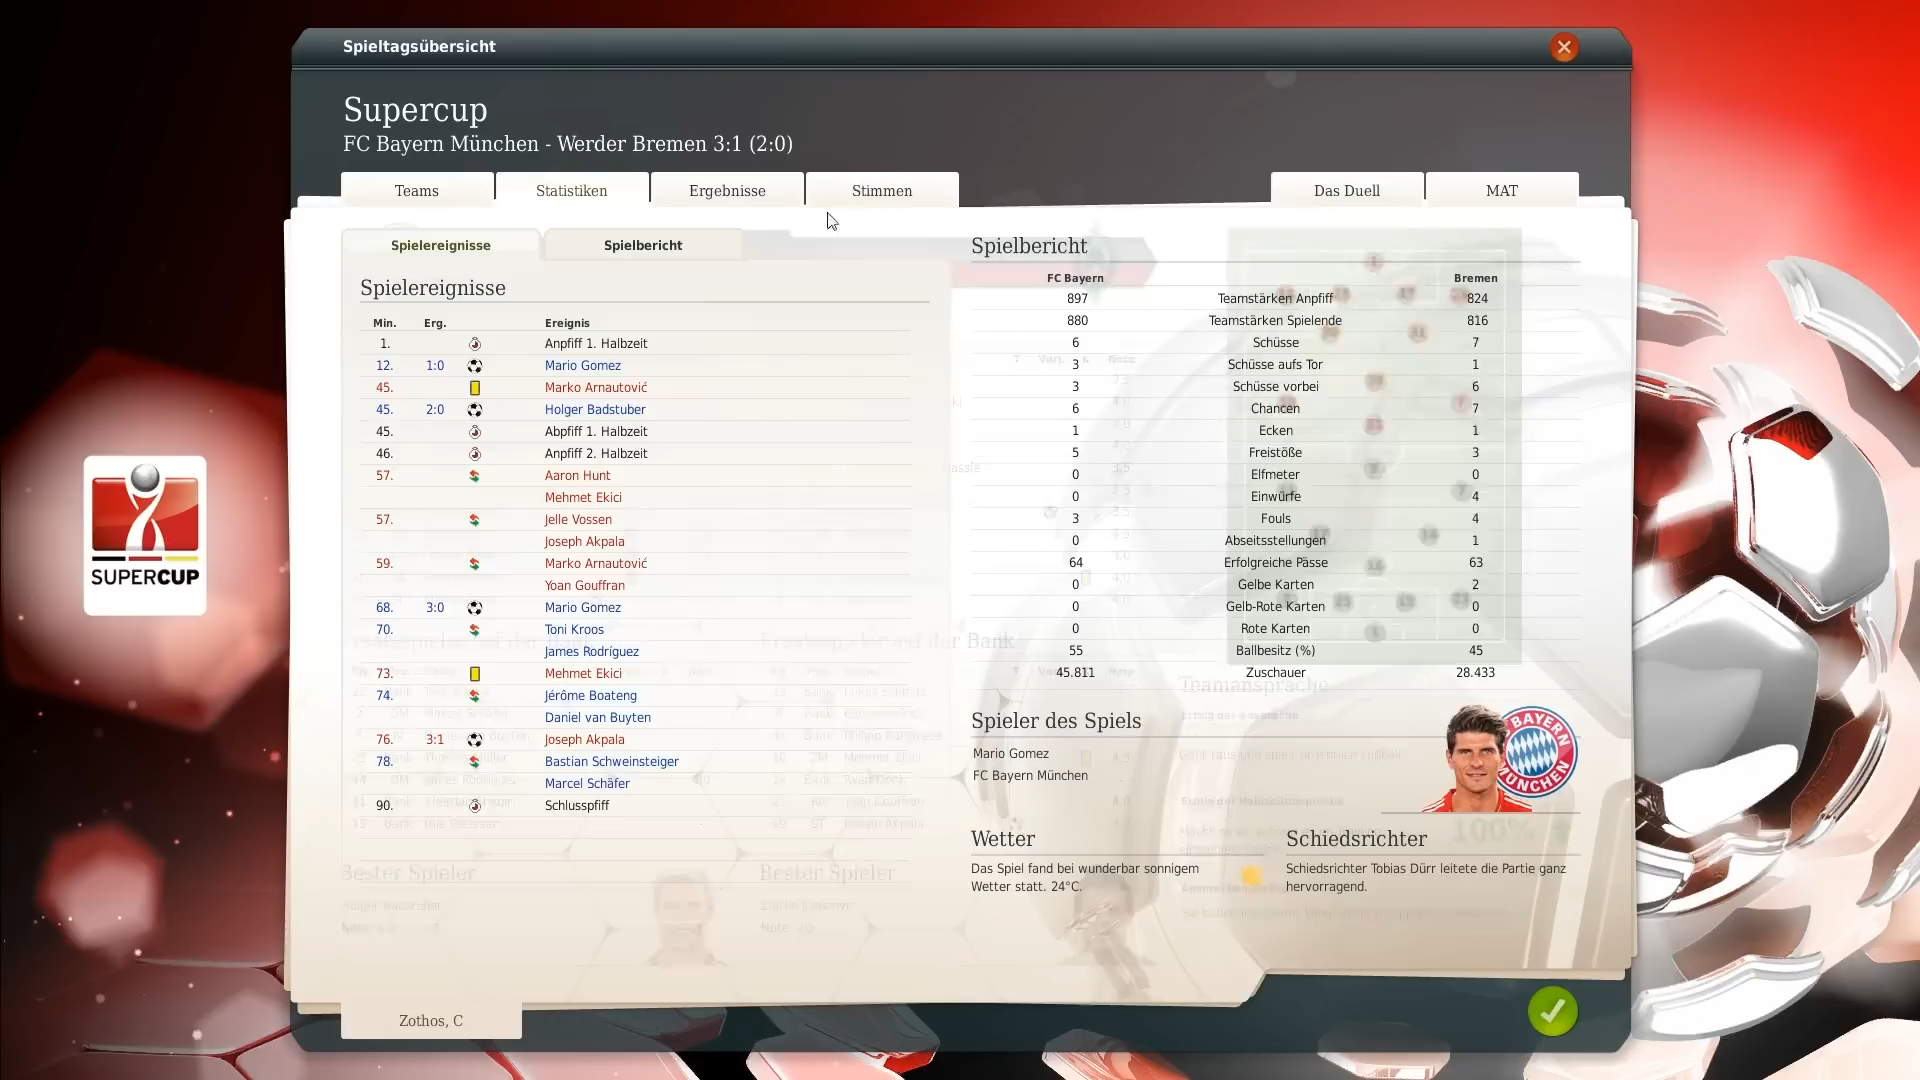 Spieltagsübersicht
Supercup
FC Bayern München - Werder Bremen 3:1 (2:0)
Teams Statistiken Ergebnisse Stimmen Das Duell MAT
Spielereignisse Spielbericht
Spielereignisse
Min. Erg. Ereignis
1. Anpfiff 1. Halbzeit
12. 1:0 Mario Gomez
45. Marko Arnautović
45. 2:0 Holger Badstuber
45. Abpfiff 1. Halbzeit
46. Anpfiff 2. Halbzeit
57. Aaron Hunt
Mehmet Ekici
57. Jelle Vossen
Joseph Akpala
59. Marko Arnautović
Yoan Gouffran
68. 3:0 Mario Gomez
70. Toni Kroos
James Rodríguez
73. Mehmet Ekici
74. Jérôme Boateng
Daniel van Buyten
76. 3:1 Joseph Akpala
78. Bastian Schweinsteiger
Marcel Schäfer
90. Schlusspfiff
Bester Spieler Bester Spieler
Spielbericht
FC Bayern Bremen
897 Teamstärken Anpfiff 824
880 Teamstärken Spielende 816
6 Schüsse 7
3 Schüsse aufs Tor 1
3 Schüsse vorbei 6
6 Chancen 7
1 Ecken 1
5 Freistöße 3
0 Elfmeter 0
0 Einwürfe 4
3 Fouls 4
0 Abseitsstellungen 1
64 Erfolgreiche Pässe 63
0 Gelbe Karten 2
0 Gelb-Rote Karten 0
0 Rote Karten 0
55 Ballbesitz (%) 45
45.811 Zuschauer 28.433
Teamansprache
Spieler des Spiels
Mario Gomez
FC Bayern München
BAYERN
MÜNCHEN
100%
Wetter
Das Spiel fand bei wunderbar sonnigem
Wetter statt. 24°C.
Schiedsrichter
Schiedsrichter Tobias Dürr leitete die Partie ganz
hervorragend.
SUPERCUP
Zothos, C